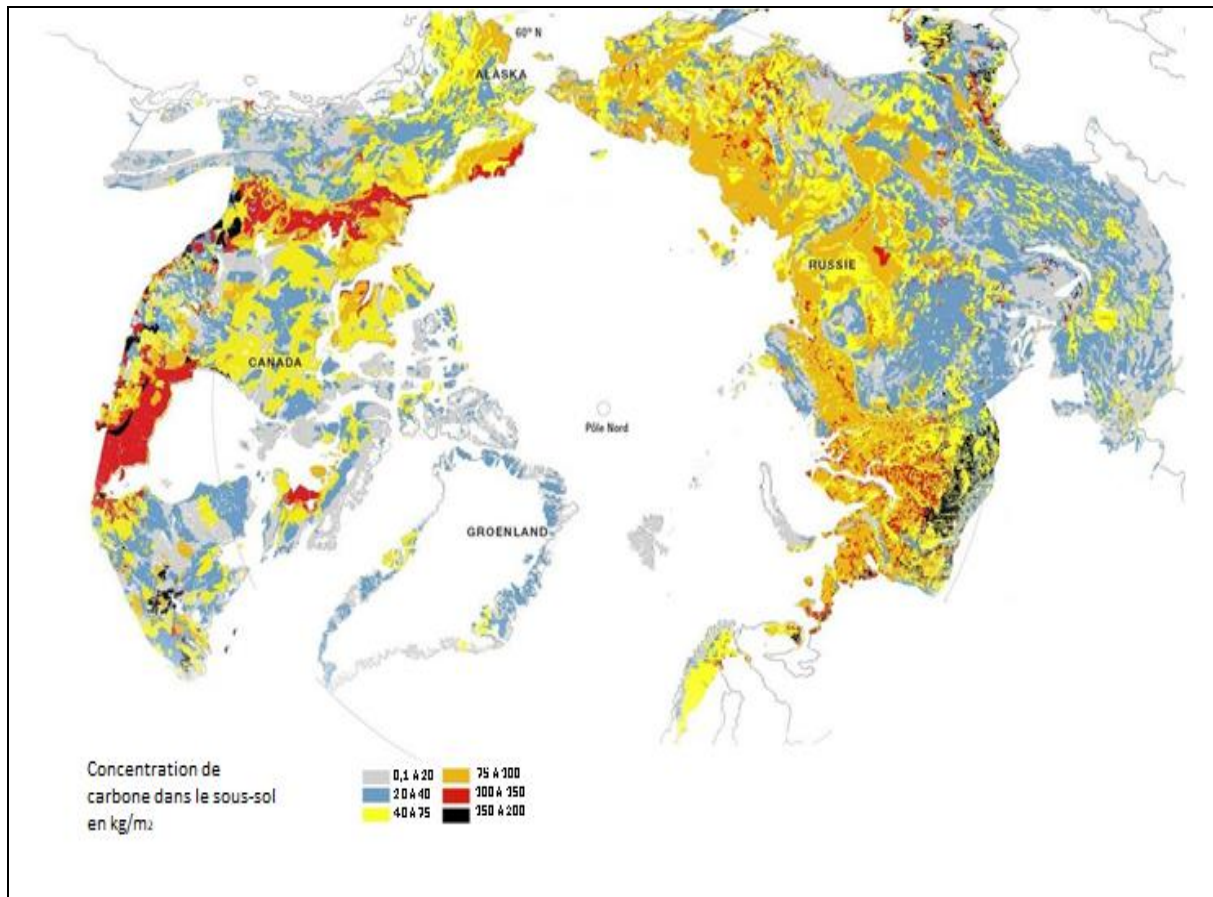 60° N
ALASKA
RUSSIE
CANADA
Pôle Nord
GROENLAND
Concentration de
carbone dans le sous-sol
en kg/m2
0,1 à 20
20 à 40
40 à 75
75 à 100
100 à 150
150 à 200